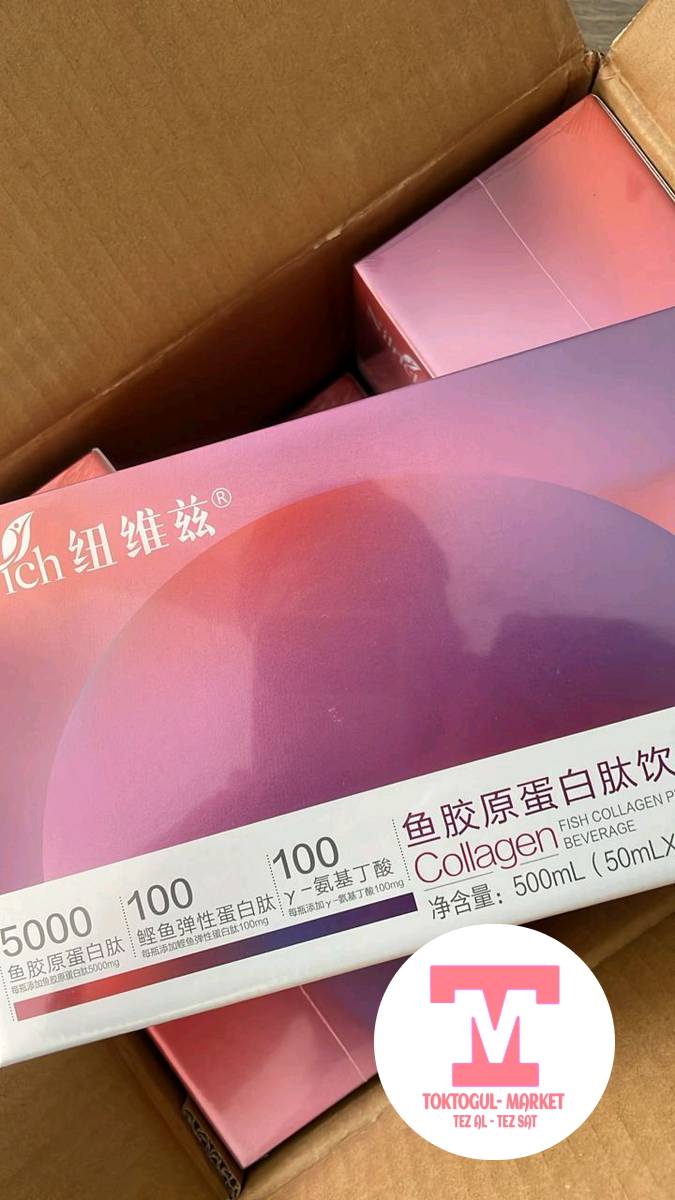 ich 纽维兹®
鱼胶原蛋白肽饮
Collagen
FISH COLLAGEN
BEVERAGE
净含量：500mL（50mLX
5000
鱼胶原蛋白肽
每瓶添加鱼胶原蛋白肽5000mg
100
鲣鱼弹性蛋白肽
每瓶添加鲣鱼弹性蛋白肽100mg
100
γ-氨基丁酸
每瓶添加γ-氨基丁酸100mg
TM
TOKTOGUL- MARKET
TEZ AL - TEZ SAT